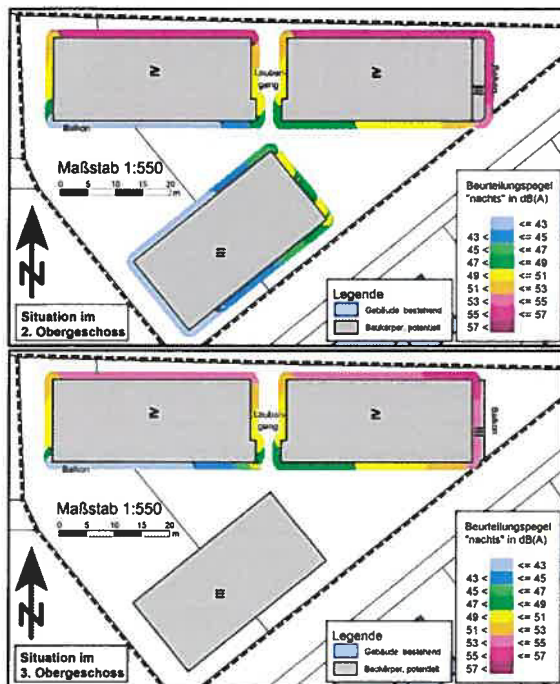 IV
IV
Lauben-
gang
Balkon
III
Balkon
Maßstab 1:550
0 5 10 15 20
m
III
N
Situation im
2. Obergeschoss
Legende
Gebäude bestehend
Baukörper, potentiell
Beurteilungspegel
"nachts" in dB(A)
<= 43
43 < <= 45
45 < <= 47
47 < <= 49
49 < <= 51
51 < <= 53
53 < <= 55
55 < <= 57
57 <
IV
IV
Lauben-
gang
Balkon
III
Balkon
Maßstab 1:550
0 5 10 15 20
m
III
N
Situation im
3. Obergeschoss
Legende
Gebäude bestehend
Baukörper, potentiell
Beurteilungspegel
"nachts" in dB(A)
<= 43
43 < <= 45
45 < <= 47
47 < <= 49
49 < <= 51
51 < <= 53
53 < <= 55
55 < <= 57
57 <